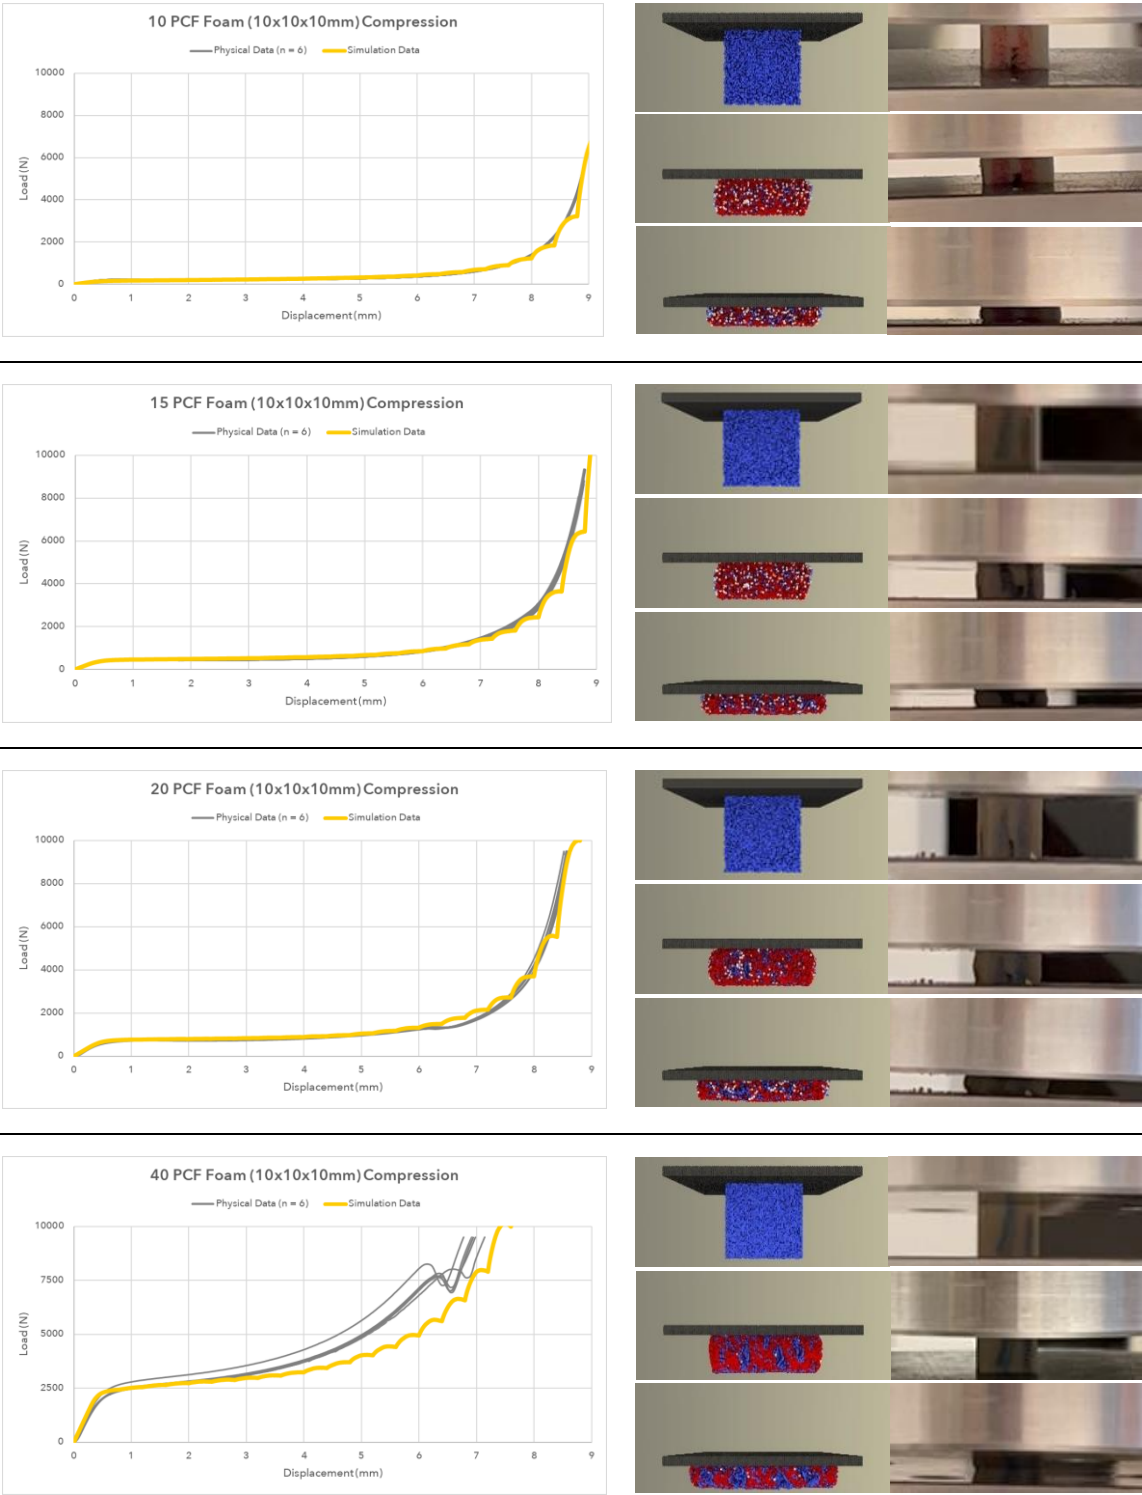 10 PCF Foam (10x10x10mm) Compression
Physical Data (n = 6) Simulation Data
10000
8000
6000
4000
2000
0
Load (N)
0 1 2 3 4 5 6 7 8 9
Displacement (mm)
15 PCF Foam (10x10x10mm) Compression
Physical Data (n = 6) Simulation Data
10000
8000
6000
4000
2000
0
Load (N)
0 1 2 3 4 5 6 7 8 9
Displacement (mm)
20 PCF Foam (10x10x10mm) Compression
Physical Data (n = 6) Simulation Data
10000
8000
6000
4000
2000
0
Load (N)
0 1 2 3 4 5 6 7 8 9
Displacement (mm)
40 PCF Foam (10x10x10mm) Compression
Physical Data (n = 6) Simulation Data
10000
7500
5000
2500
0
Load (N)
0 1 2 3 4 5 6 7 8 9
Displacement (mm)